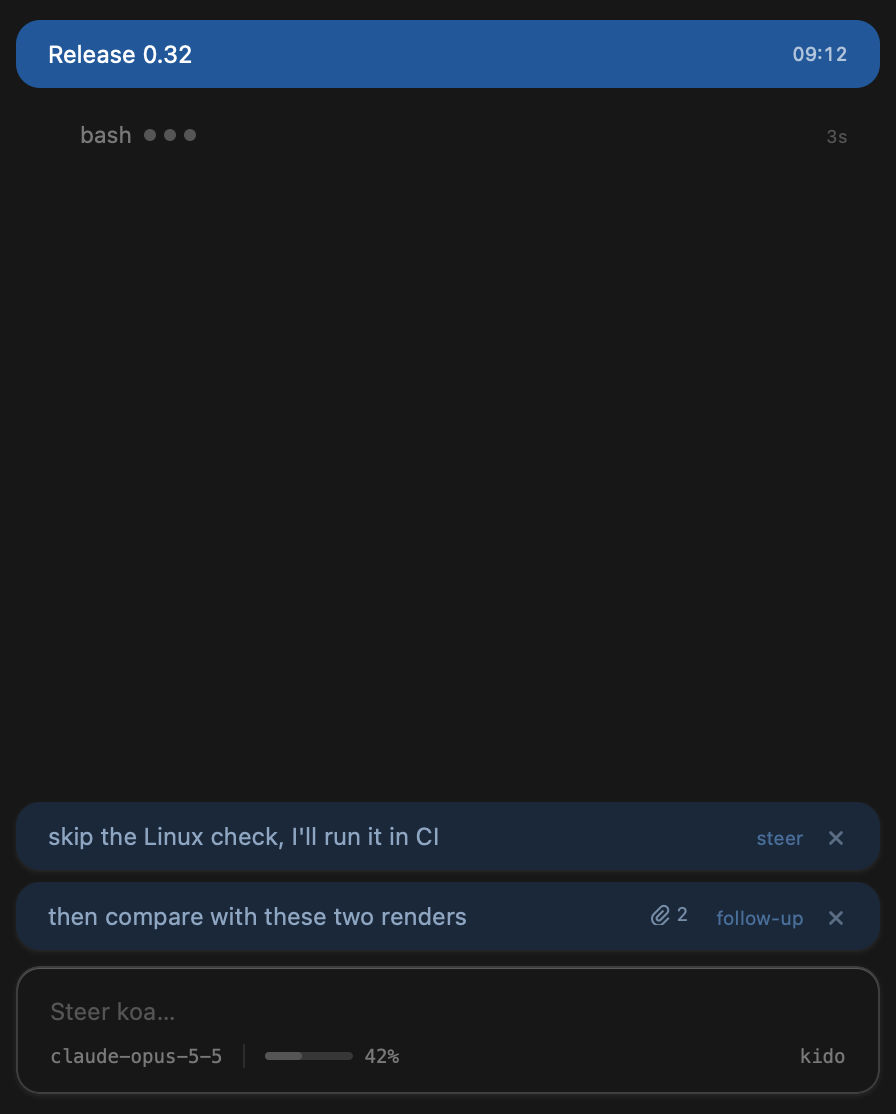 Release 0.32 09:12
bash 3s
skip the Linux check, I'll run it in CI steer
then compare with these two renders 2 follow-up
Steer koa...
claude-opus-5-5 42% kido